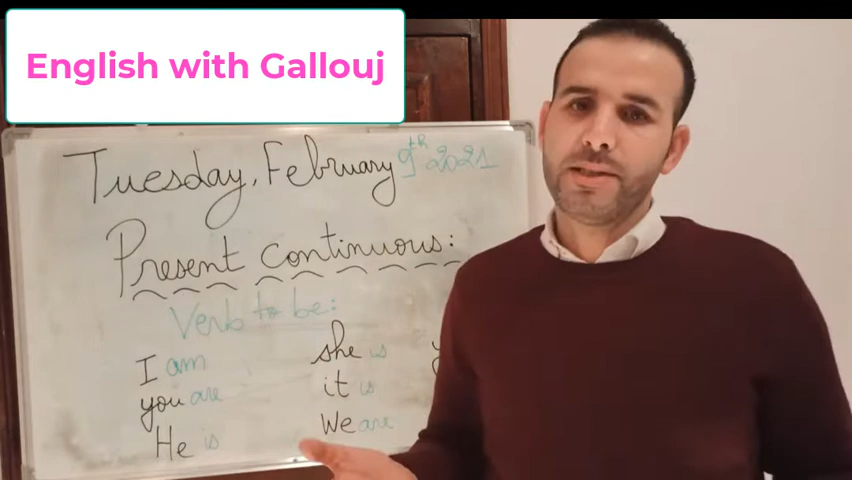 English with Gallouj
Tuesday, February 9th 2021
Present continuous:
Verb to be:
I am
you are
He is
she is
it is
We are